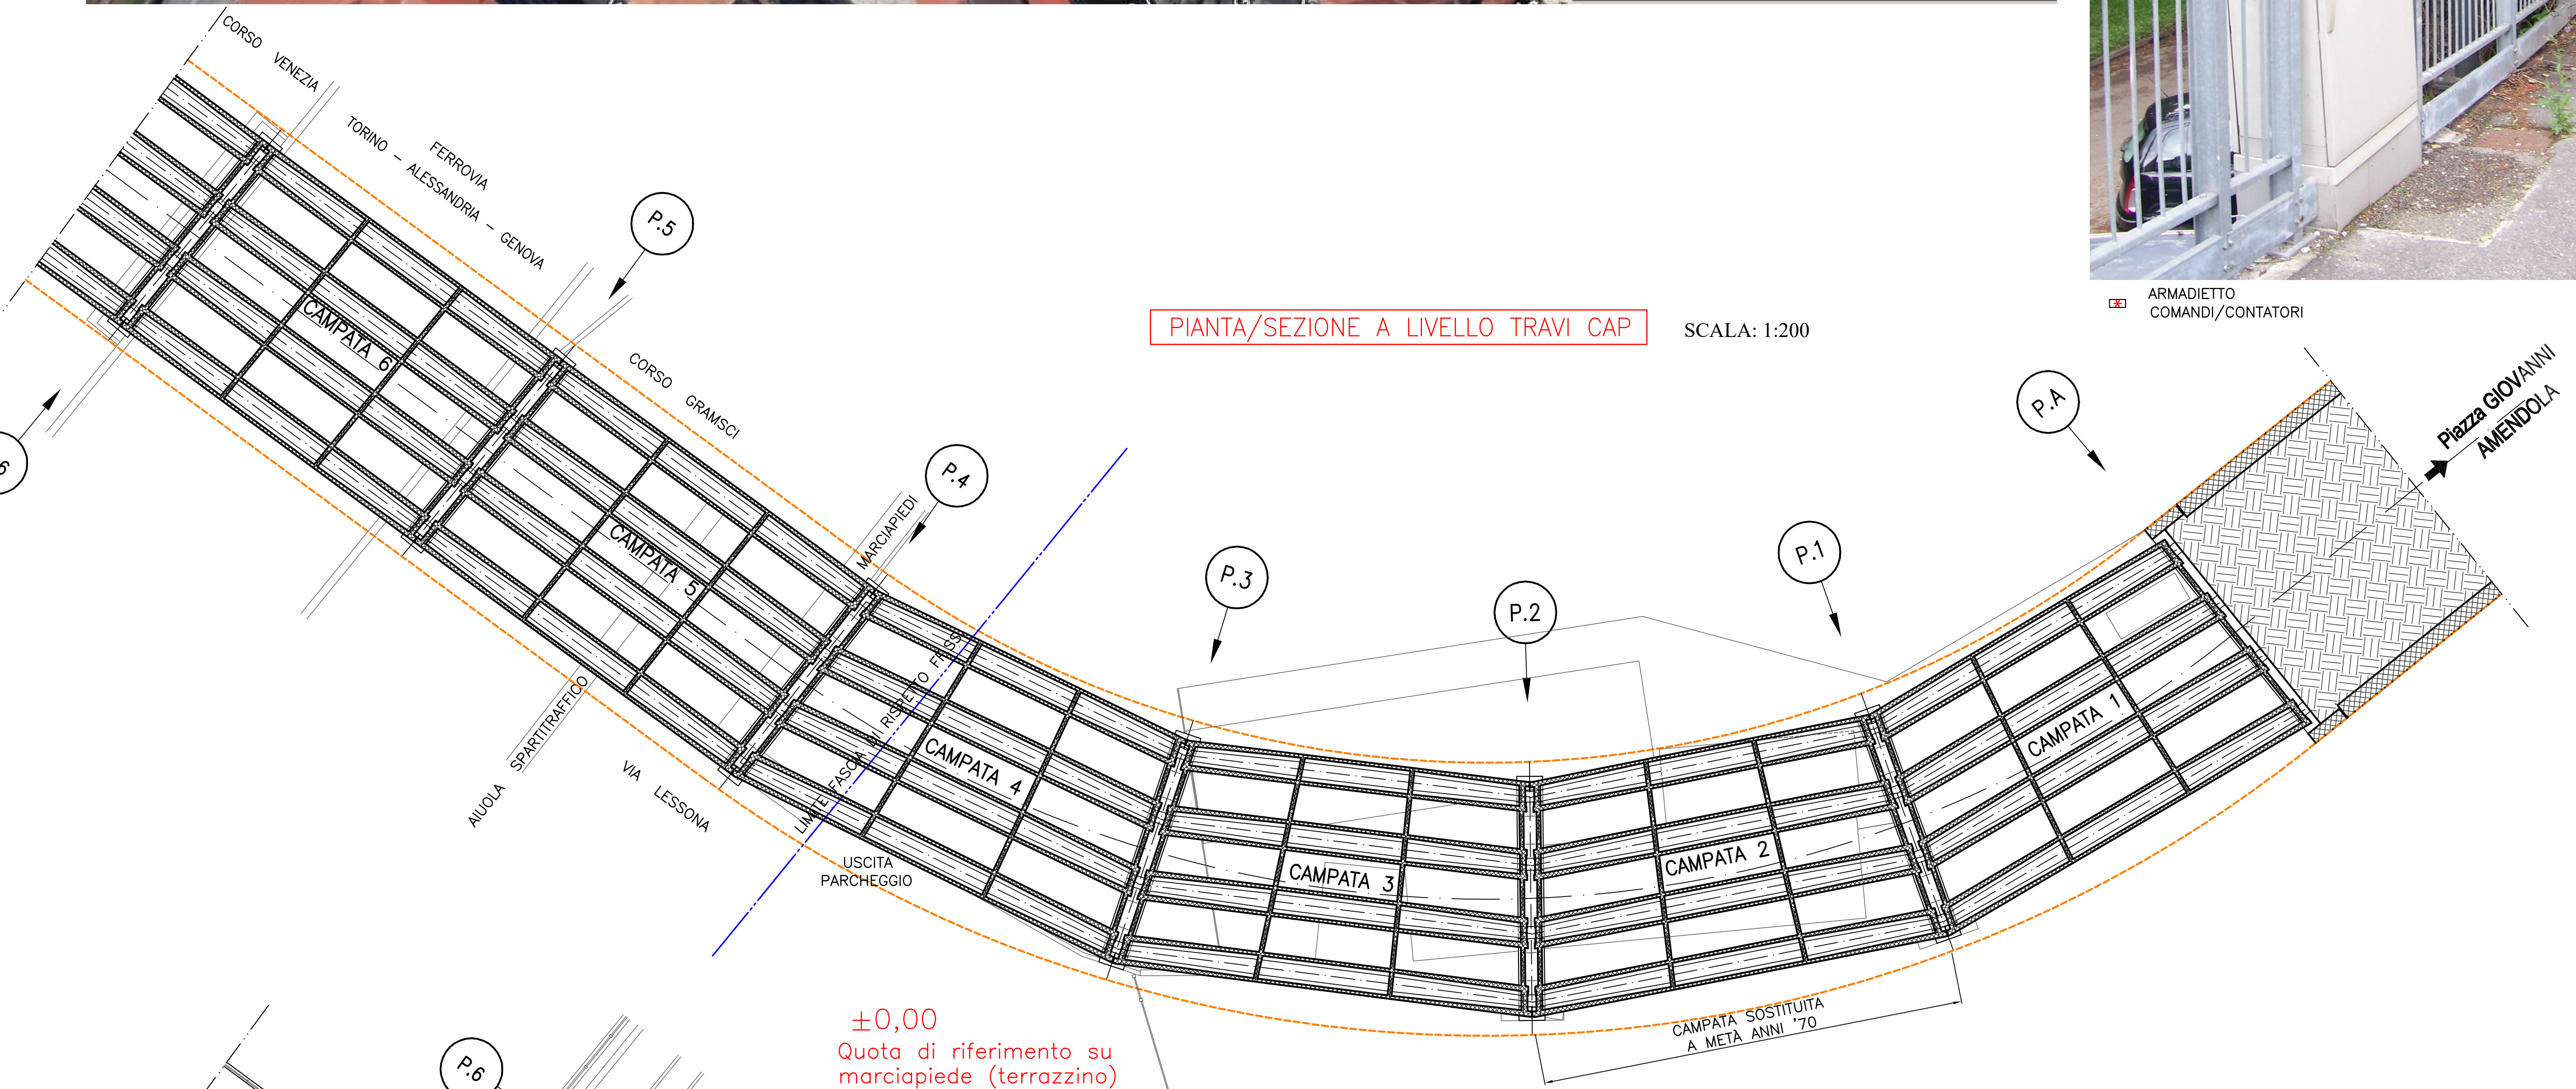 CORSO VENEZIA
FERROVIA
TORINO - ALESSANDRIA - GENOVA
P.5
CORSO GRAMSCI
PIANTA/SEZIONE A LIVELLO TRAVI CAP
SCALA: 1:200
ARMADIETTO
COMANDI/CONTATORI
Piazza GIOVANNI
AMENDOLA
P.A
CAMPATA 6
6
P.4
MARCIAPIEDI
CAMPATA 5
P.3
P.2
P.1
LIMITE FASCIA DI RISPETTO
CAMPATA 4
CAMPATA 3
CAMPATA 2
CAMPATA 1
AIUOLA SPARTITRAFFICO
VIA LESSONA
USCITA
PARCHEGGIO
CAMPATA SOSTITUITA
A METÀ ANNI '70
±0,00
Quota di riferimento su
marciapiede (terrazzino)
P.6